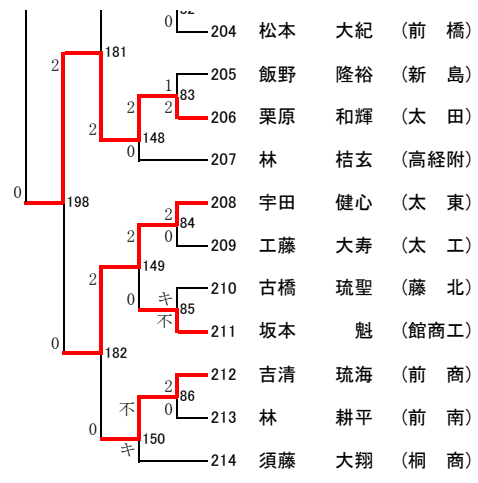 0
204 松本 大紀 (前 橋)
181
2
1
205 飯野 隆裕 (新 島)
83
2
2
206 栗原 和輝 (太 田)
2
148
0
207 林 桔玄 (高経附)
0
198
2
208 宇田 健心 (太 東)
84
2
0
209 工藤 大寿 (太 工)
149
2
0
キ
210 古橋 琉聖 (藤 北)
85
不
211 坂本 魁 (館商工)
0
182
212 吉清 琉海 (前 商)
2
86
不
0
213 林 耕平 (前 南)
0
150
キ
214 須藤 大翔 (桐 商)